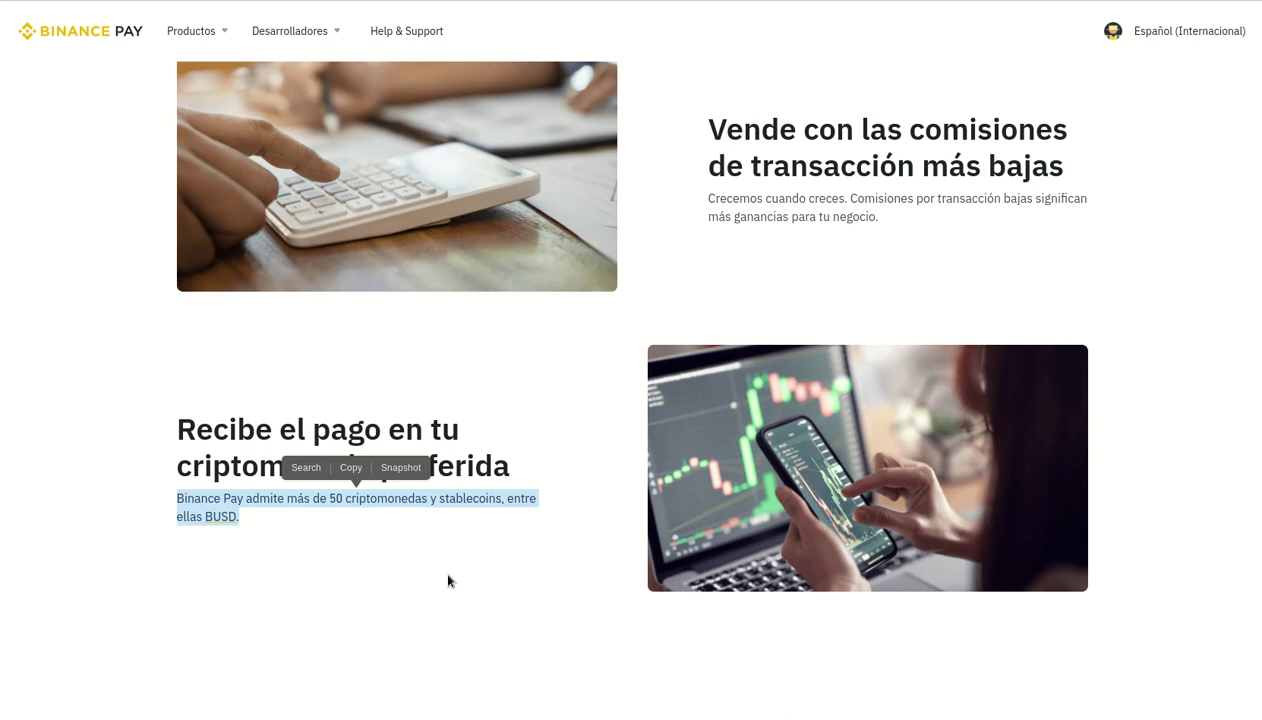 BINANCE PAY Productos Desarrolladores Help & Support Español (Internacional)
Vende con las comisiones
de transacción más bajas
Crecemos cuando creces. Comisiones por transacción bajas significan
más ganancias para tu negocio.
Recibe el pago en tu
criptom ferida
Search Copy Snapshot
Binance Pay admite más de 50 criptomonedas y stablecoins, entre
ellas BUSD.